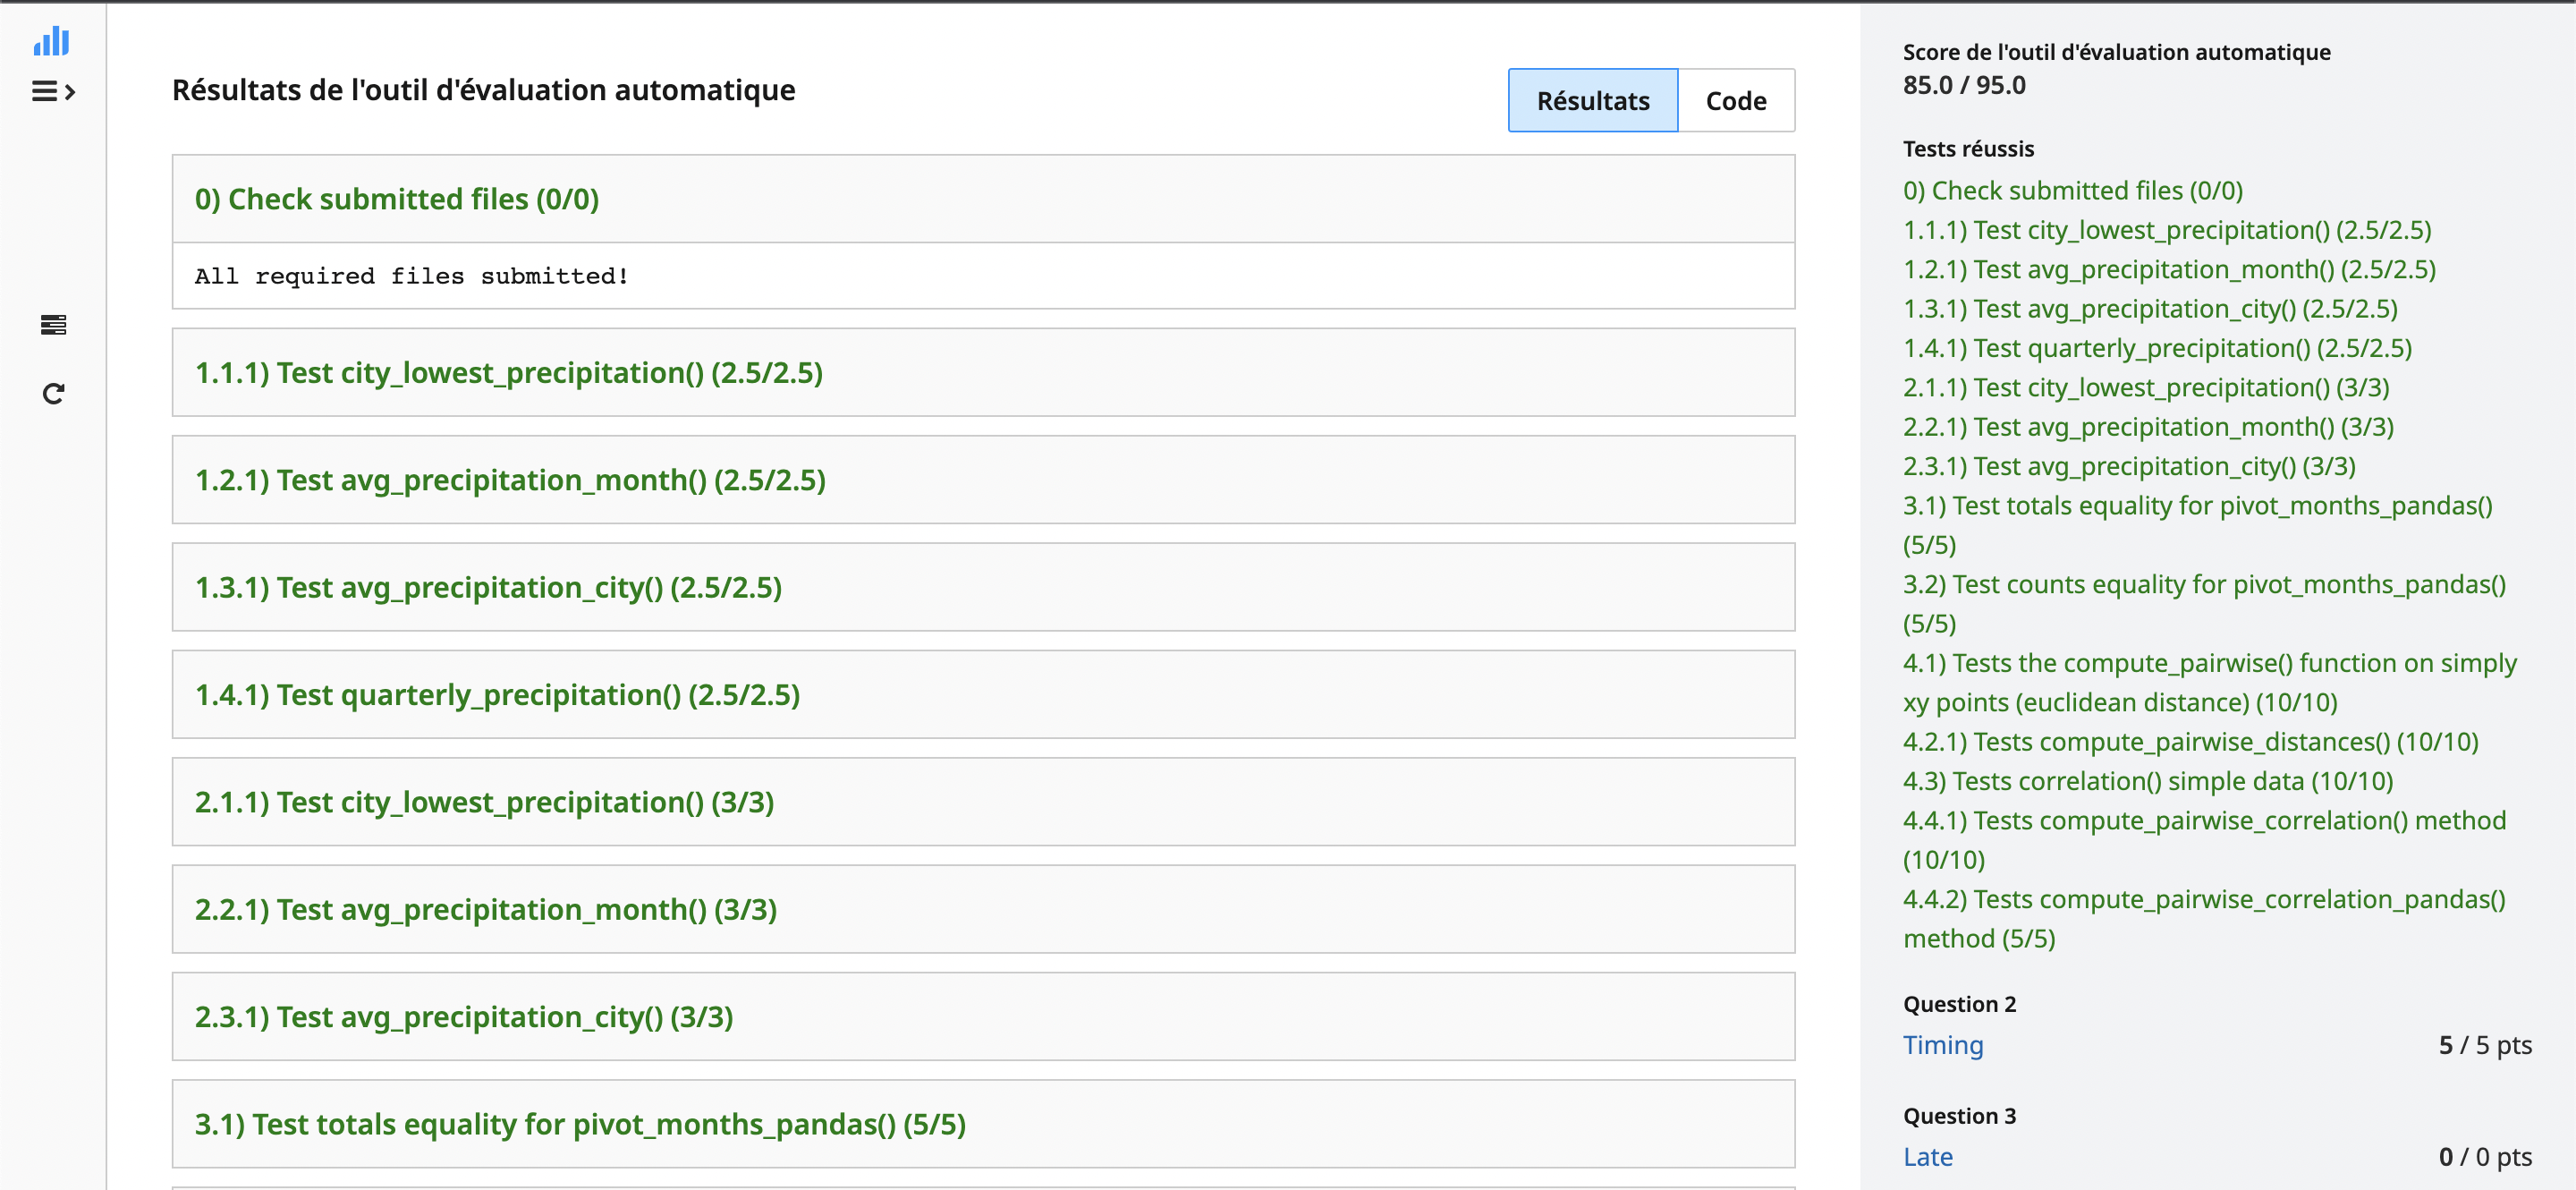 Résultats de l'outil d'évaluation automatique
Résultats
Code
0) Check submitted files (0/0)
All required files submitted!
1.1.1) Test city_lowest_precipitation() (2.5/2.5)
1.2.1) Test avg_precipitation_month() (2.5/2.5)
1.3.1) Test avg_precipitation_city() (2.5/2.5)
1.4.1) Test quarterly_precipitation() (2.5/2.5)
2.1.1) Test city_lowest_precipitation() (3/3)
2.2.1) Test avg_precipitation_month() (3/3)
2.3.1) Test avg_precipitation_city() (3/3)
3.1) Test totals equality for pivot_months_pandas() (5/5)
Score de l'outil d'évaluation automatique
85.0 / 95.0
Tests réussis
0) Check submitted files (0/0)
1.1.1) Test city_lowest_precipitation() (2.5/2.5)
1.2.1) Test avg_precipitation_month() (2.5/2.5)
1.3.1) Test avg_precipitation_city() (2.5/2.5)
1.4.1) Test quarterly_precipitation() (2.5/2.5)
2.1.1) Test city_lowest_precipitation() (3/3)
2.2.1) Test avg_precipitation_month() (3/3)
2.3.1) Test avg_precipitation_city() (3/3)
3.1) Test totals equality for pivot_months_pandas()
(5/5)
3.2) Test counts equality for pivot_months_pandas()
(5/5)
4.1) Tests the compute_pairwise() function on simply
xy points (euclidean distance) (10/10)
4.2.1) Tests compute_pairwise_distances() (10/10)
4.3) Tests correlation() simple data (10/10)
4.4.1) Tests compute_pairwise_correlation() method
(10/10)
4.4.2) Tests compute_pairwise_correlation_pandas()
method (5/5)
Question 2
Timing 5 / 5 pts
Question 3
Late 0 / 0 pts